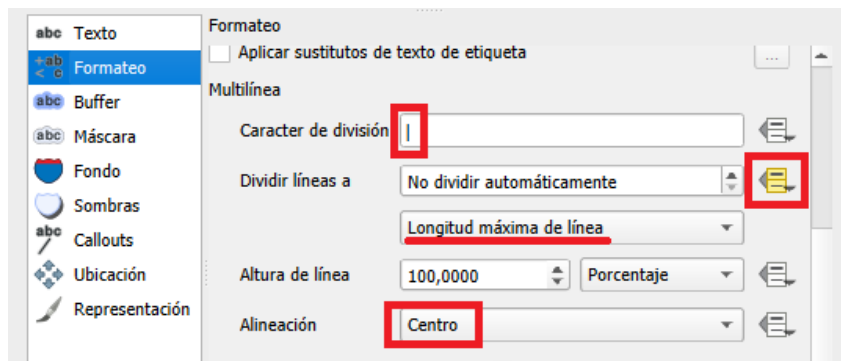 Formateo
abc Texto
Aplicar sustitutos de texto de etiqueta ...
+ab < c Formateo
Multilínea
abc Buffer
Caracter de división |
abc Máscara
Fondo
Dividir líneas a No dividir automáticamente
Sombras
Longitud máxima de línea
abc Callouts
Ubicación
Altura de línea 100,0000 Porcentaje
Representación
Alineación Centro